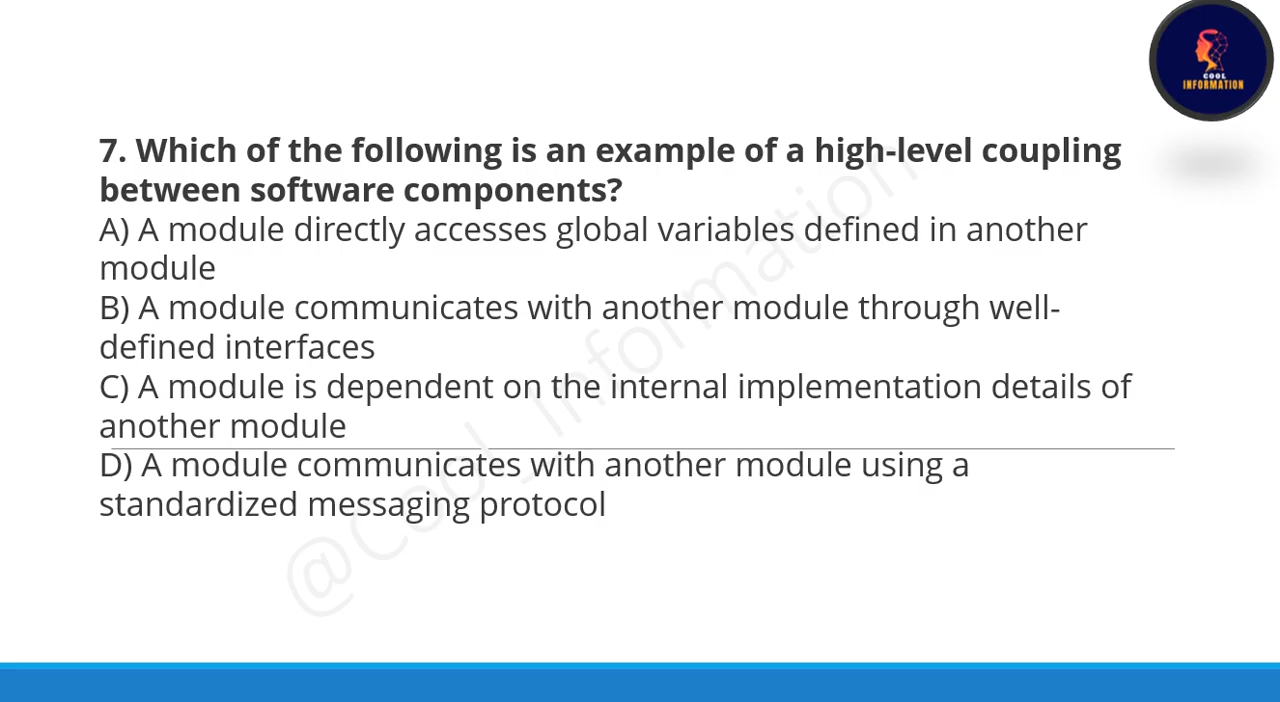 COOL
INFORMATION
7. Which of the following is an example of a high-level coupling
between software components?
A) A module directly accesses global variables defined in another
module
B) A module communicates with another module through well-
defined interfaces
C) A module is dependent on the internal implementation details of
another module
D) A module communicates with another module using a
standardized messaging protocol
@Cool_Information